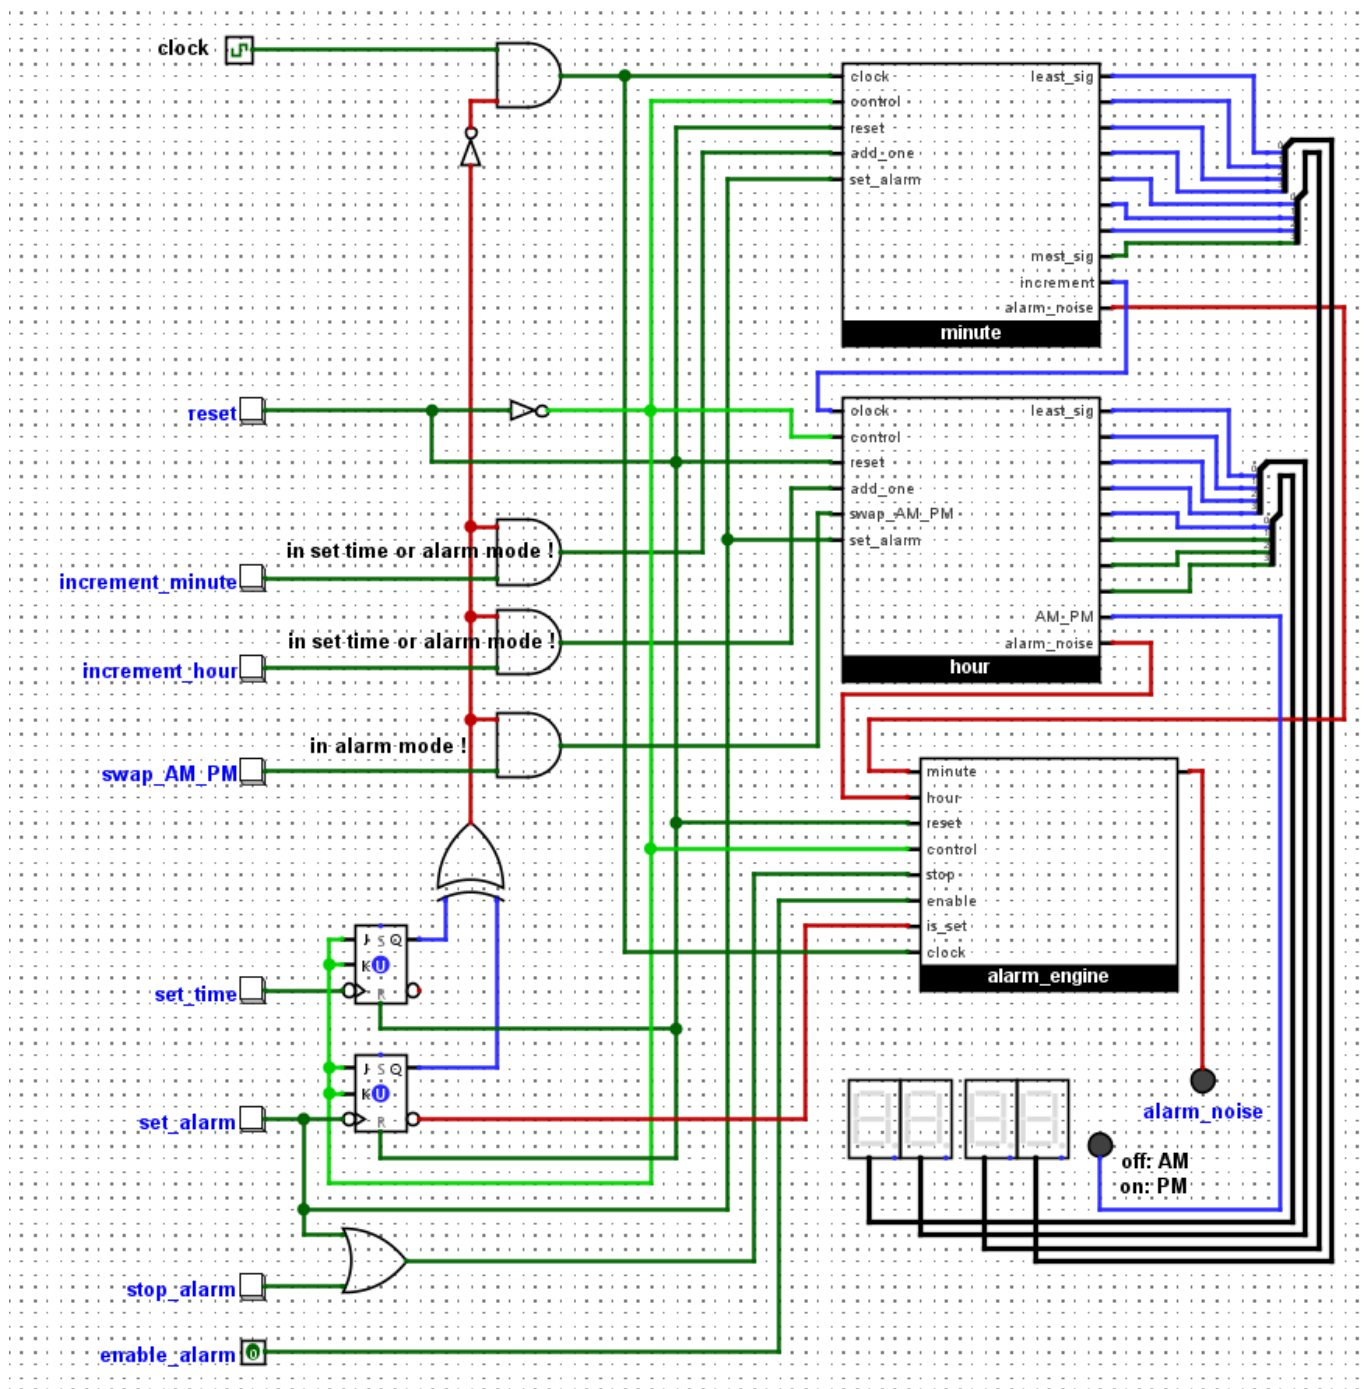 clock
clock least_sig
control
reset
add_one
set_alarm
most_sig
increment
alarm_noise
minute
reset
clock least_sig
control
reset
add_one
swap_AM_PM
set_alarm
AM_PM
alarm_noise
hour
in set time or alarm mode !
increment_minute
in set time or alarm mode !
increment_hour
in alarm mode !
swap_AM_PM
minute
hour
reset
control
stop
enable
is_set
clock
alarm_engine
J S Q
K U
R
set_time
J S Q
K U
R
set_alarm
alarm_noise
off: AM
on: PM
stop_alarm
enable_alarm 0